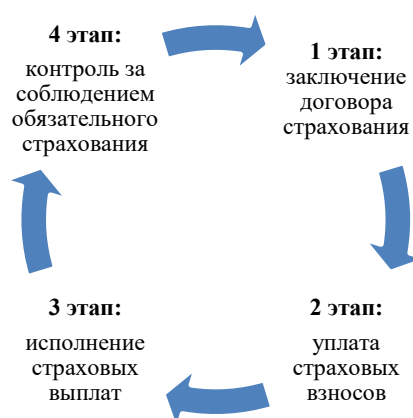 4 этап:
контроль за
соблюдением
обязательного
страхования
1 этап:
заключение
договора
страхования
3 этап:
исполнение
страховых
выплат
2 этап:
уплата
страховых
взносов